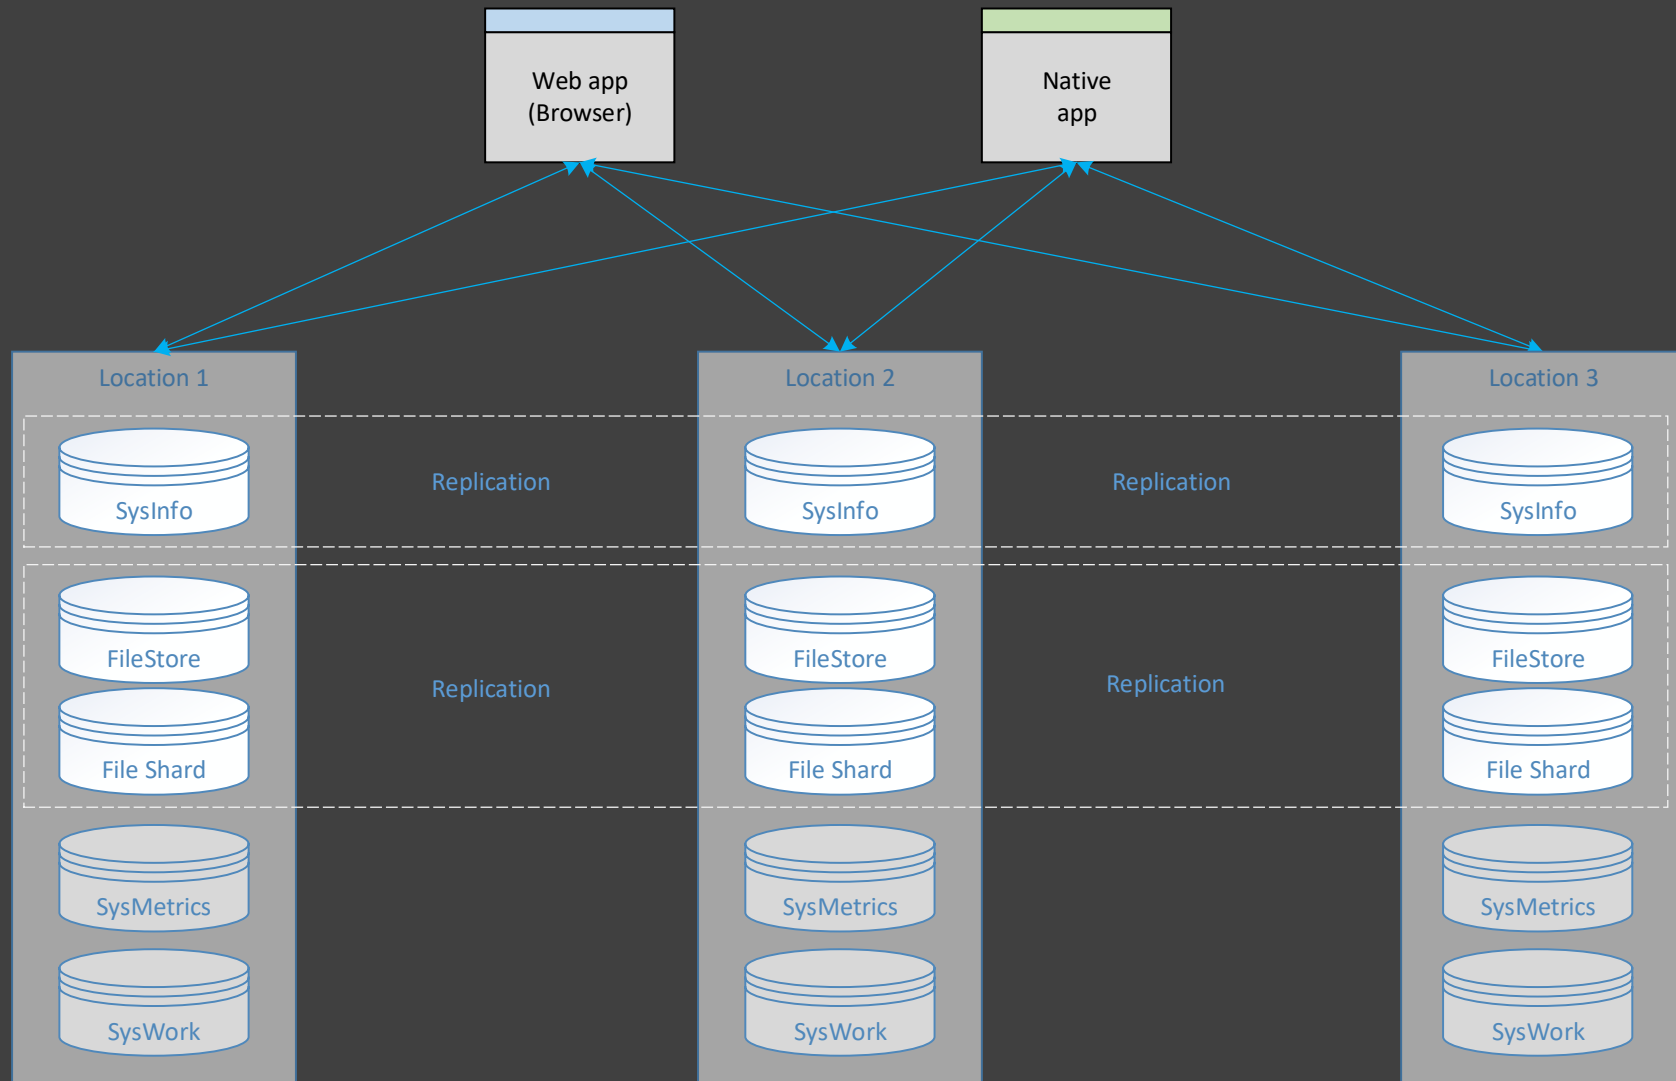 Web app
(Browser)
Native
app
Location 1
Location 2
Location 3
SysInfo
Replication
SysInfo
Replication
SysInfo
FileStore
FileStore
FileStore
Replication
Replication
File Shard
File Shard
File Shard
SysMetrics
SysMetrics
SysMetrics
SysWork
SysWork
SysWork